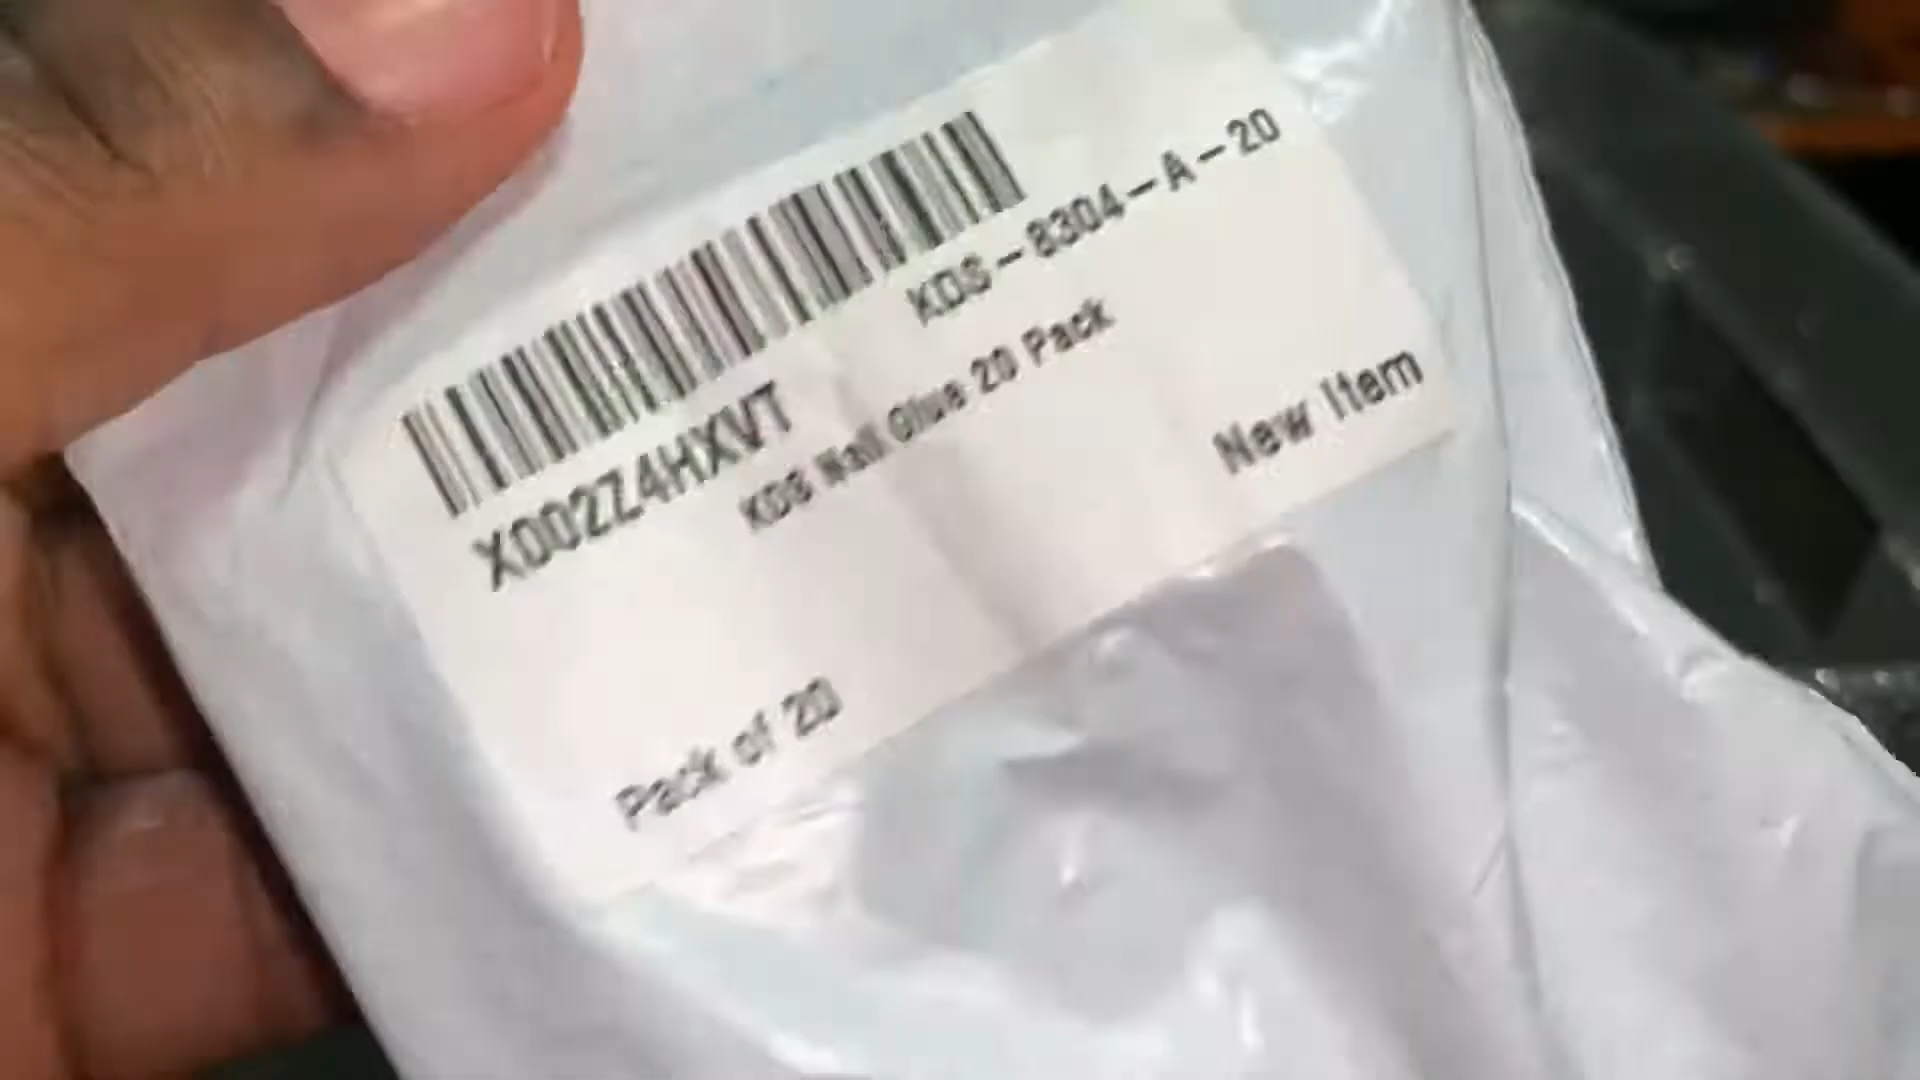 KDS-8304-A-20
X002Z4HXVT
KDS Nail Glue 20 Pack
New Item
Pack of 20